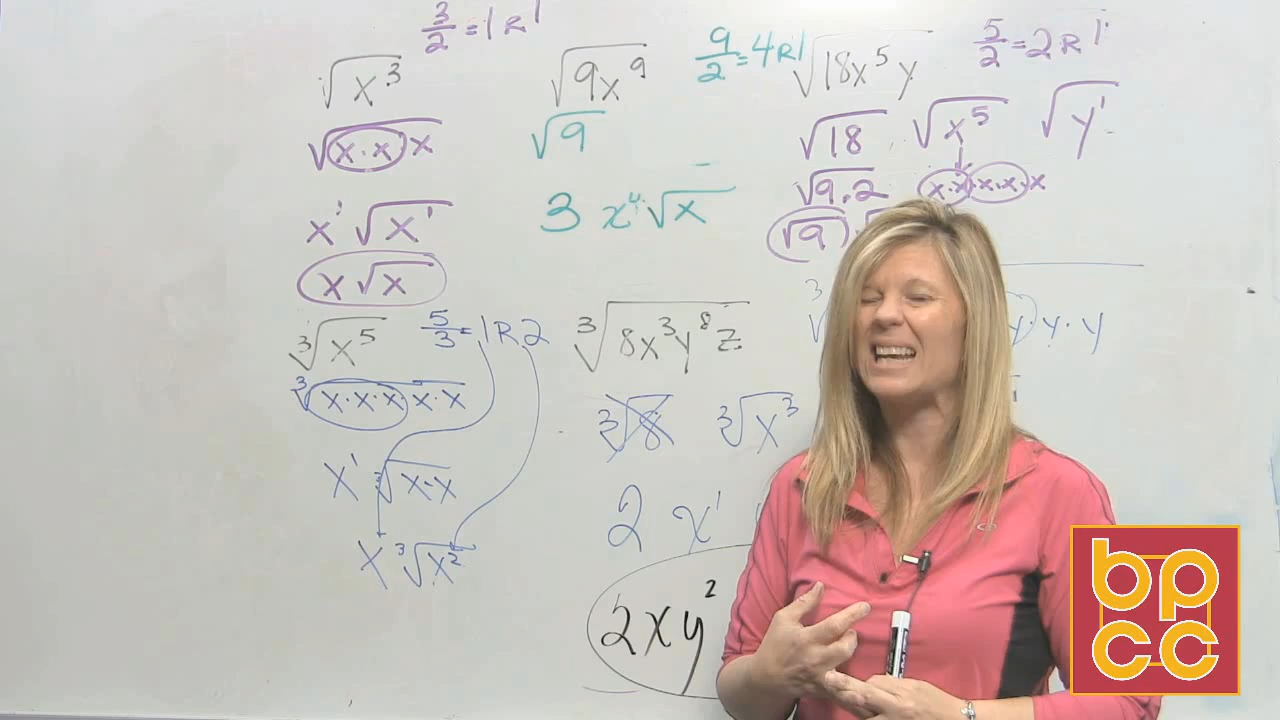 3/2 = 1 R 1
√x³
√x·x x
x¹ √x¹
x√x
√9x⁹
9/2 = 4 R 1
√9
3 x⁴ √x
√18x⁵y
5/2 = 2 R 1
√18 √x⁵ √y¹
√9·2 x·x·x·x·x
√9
∛x⁵
5/3 = 1 R 2
∛x·x·x·x·x
x¹ ∛x·x
x ∛x²
∛8x³y⁸z
∛8 ∛x³
2 x¹
2xy²
3
y·y·y
bp
cc